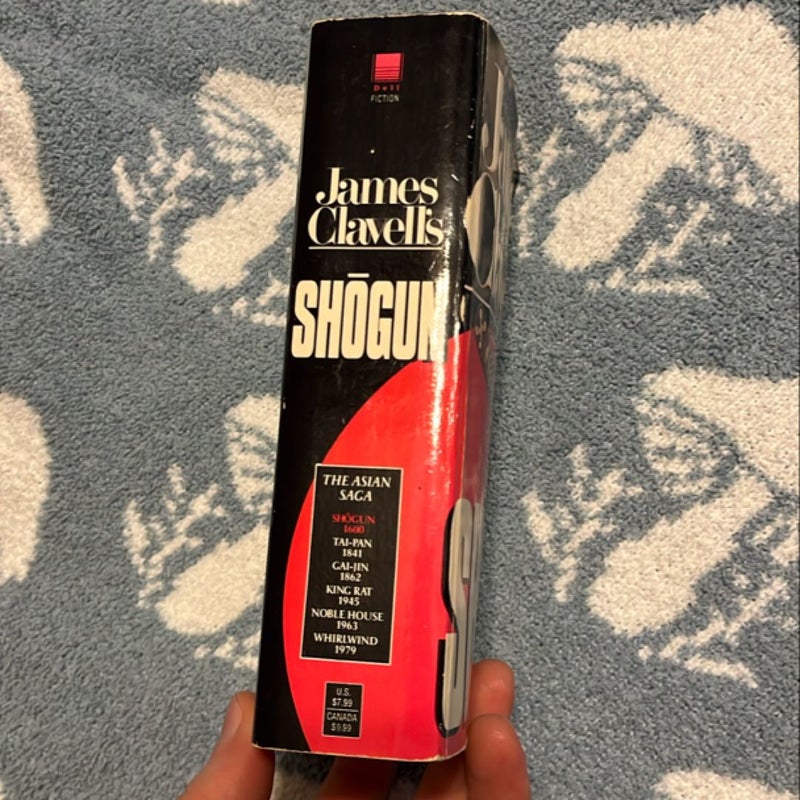 Dell
FICTION
James
Clavell's
SHŌGUN
THE ASIAN
SAGA
SHŌGUN
1600
TAI-PAN
1841
GAI-JIN
1862
KING RAT
1945
NOBLE HOUSE
1963
WHIRLWIND
1979
U.S.
$7.99
CANADA
$9.99